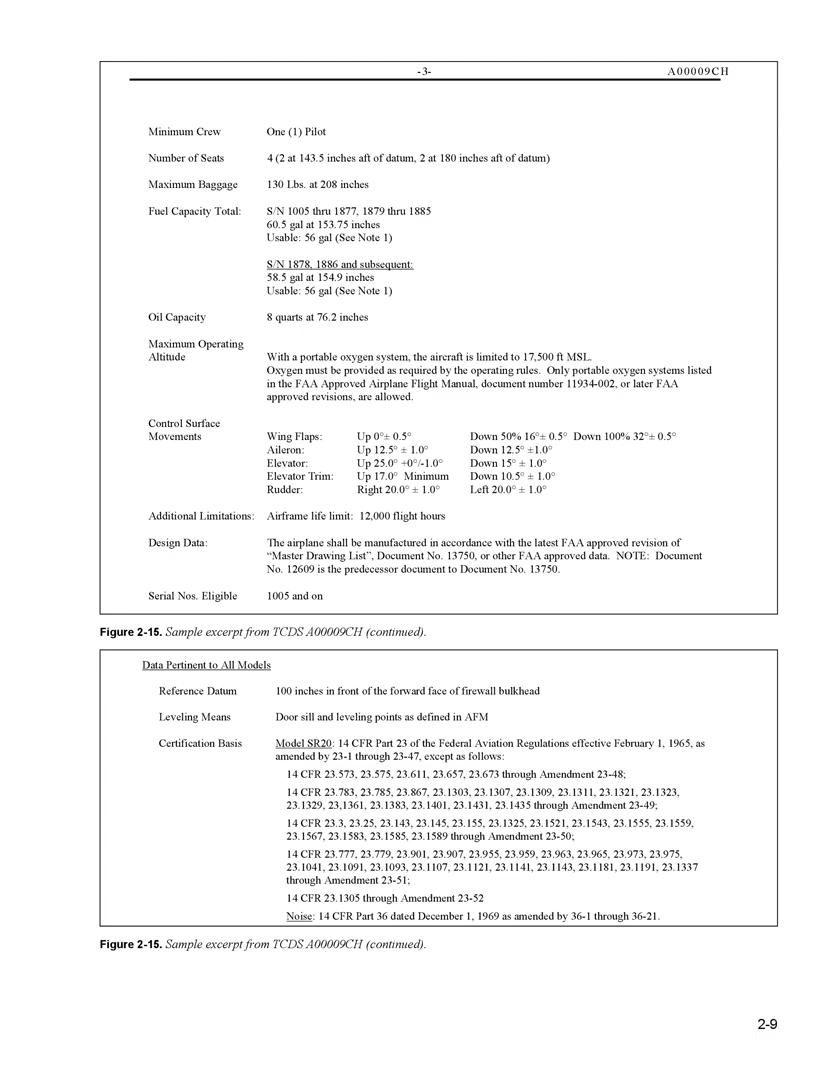 -3- A00009CH
Minimum Crew One (1) Pilot
Number of Seats 4 (2 at 143.5 inches aft of datum, 2 at 180 inches aft of datum)
Maximum Baggage 130 Lbs. at 208 inches
Fuel Capacity Total: S/N 1005 thru 1877, 1879 thru 1885
60.5 gal at 153.75 inches
Usable: 56 gal (See Note 1)
S/N 1878, 1886 and subsequent:
58.5 gal at 154.9 inches
Usable: 56 gal (See Note 1)
Oil Capacity 8 quarts at 76.2 inches
Maximum Operating
Altitude With a portable oxygen system, the aircraft is limited to 17,500 ft MSL.
Oxygen must be provided as required by the operating rules. Only portable oxygen systems listed
in the FAA Approved Airplane Flight Manual, document number 11934-002, or later FAA
approved revisions, are allowed.
Control Surface
Movements Wing Flaps: Up 0°± 0.5° Down 50% 16°± 0.5° Down 100% 32°± 0.5°
Aileron: Up 12.5° ± 1.0° Down 12.5° ±1.0°
Elevator: Up 25.0° +0°/-1.0° Down 15° ± 1.0°
Elevator Trim: Up 17.0° Minimum Down 10.5° ± 1.0°
Rudder: Right 20.0° ± 1.0° Left 20.0° ± 1.0°
Additional Limitations: Airframe life limit: 12,000 flight hours
Design Data: The airplane shall be manufactured in accordance with the latest FAA approved revision of
“Master Drawing List”, Document No. 13750, or other FAA approved data. NOTE: Document
No. 12609 is the predecessor document to Document No. 13750.
Serial Nos. Eligible 1005 and on
Figure 2-15. Sample excerpt from TCDS A00009CH (continued).
Data Pertinent to All Models
Reference Datum 100 inches in front of the forward face of firewall bulkhead
Leveling Means Door sill and leveling points as defined in AFM
Certification Basis Model SR20: 14 CFR Part 23 of the Federal Aviation Regulations effective February 1, 1965, as
amended by 23-1 through 23-47, except as follows:
14 CFR 23.573, 23.575, 23.611, 23.657, 23.673 through Amendment 23-48;
14 CFR 23.783, 23.785, 23.867, 23.1303, 23.1307, 23.1309, 23.1311, 23.1321, 23.1323,
23.1329, 23,1361, 23.1383, 23.1401, 23.1431, 23.1435 through Amendment 23-49;
14 CFR 23.3, 23.25, 23.143, 23.145, 23.155, 23.1325, 23.1521, 23.1543, 23.1555, 23.1559,
23.1567, 23.1583, 23.1585, 23.1589 through Amendment 23-50;
14 CFR 23.777, 23.779, 23.901, 23.907, 23.955, 23.959, 23.963, 23.965, 23.973, 23.975,
23.1041, 23.1091, 23.1093, 23.1107, 23.1121, 23.1141, 23.1143, 23.1181, 23.1191, 23.1337
through Amendment 23-51;
14 CFR 23.1305 through Amendment 23-52
Noise: 14 CFR Part 36 dated December 1, 1969 as amended by 36-1 through 36-21.
Figure 2-15. Sample excerpt from TCDS A00009CH (continued).
2-9